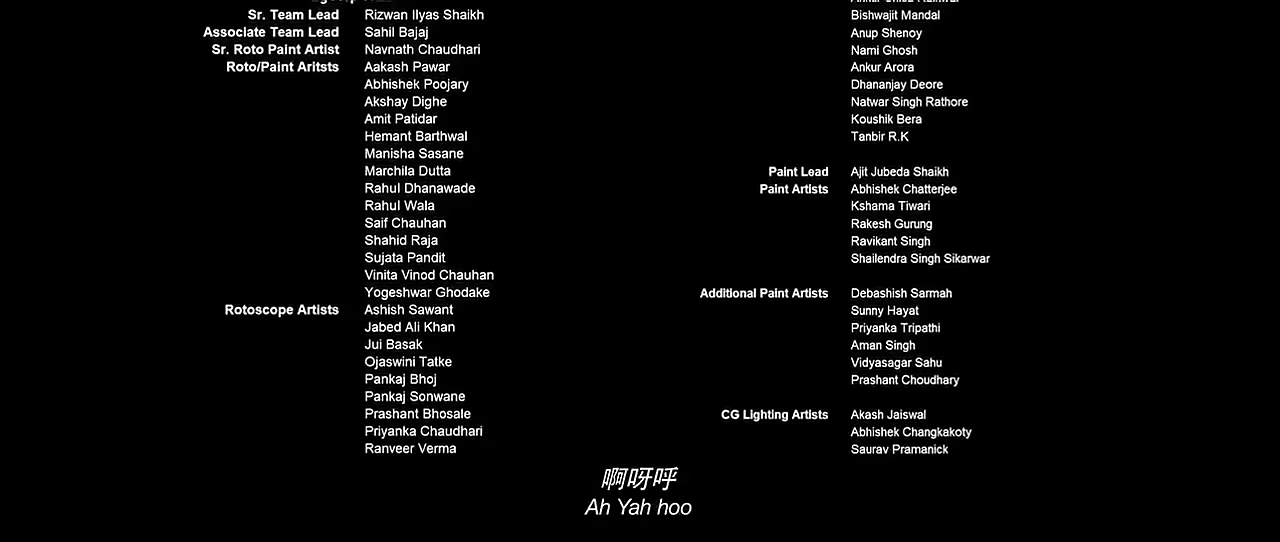 Sr. Team Lead Rizwan Ilyas Shaikh
Associate Team Lead Sahil Bajaj
Sr. Roto Paint Artist Navnath Chaudhari
Roto/Paint Aritsts Aakash Pawar
Abhishek Poojary
Akshay Dighe
Amit Patidar
Hemant Barthwal
Manisha Sasane
Marchila Dutta
Rahul Dhanawade
Rahul Wala
Saif Chauhan
Shahid Raja
Sujata Pandit
Vinita Vinod Chauhan
Yogeshwar Ghodake
Rotoscope Artists Ashish Sawant
Jabed Ali Khan
Jui Basak
Ojaswini Tatke
Pankaj Bhoj
Pankaj Sonwane
Prashant Bhosale
Priyanka Chaudhari
Ranveer Verma
Bishwajit Mandal
Anup Shenoy
Nami Ghosh
Ankur Arora
Dhananjay Deore
Natwar Singh Rathore
Koushik Bera
Tanbir R.K
Paint Lead Ajit Jubeda Shaikh
Paint Artists Abhishek Chatterjee
Kshama Tiwari
Rakesh Gurung
Ravikant Singh
Shailendra Singh Sikarwar
Additional Paint Artists Debashish Sarmah
Sunny Hayat
Priyanka Tripathi
Aman Singh
Vidyasagar Sahu
Prashant Choudhary
CG Lighting Artists Akash Jaiswal
Abhishek Changkakoty
Saurav Pramanick
啊呀呼
Ah Yah hoo